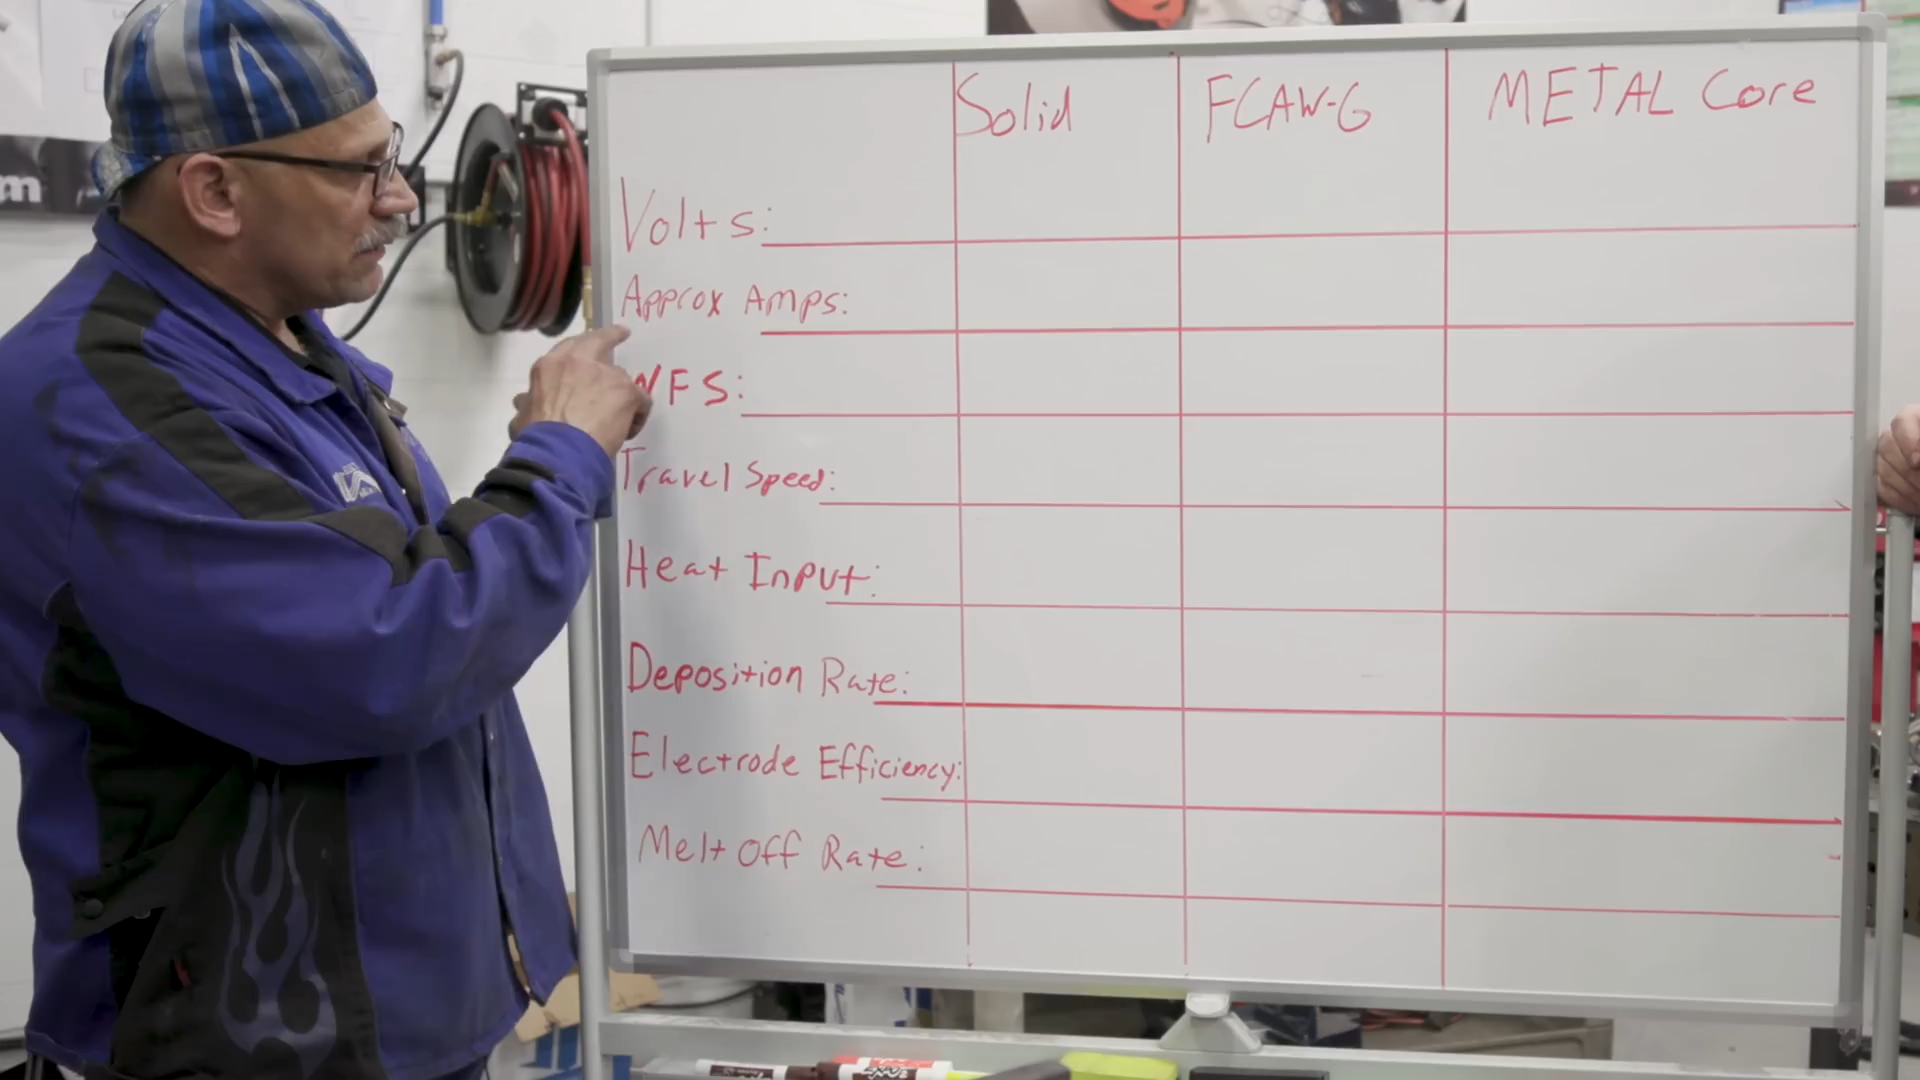 Solid FCAW-G METAL Core
Volts:
Approx Amps:
WFS:
Travel Speed:
Heat Input:
Deposition Rate:
Electrode Efficiency:
Melt Off Rate:
m